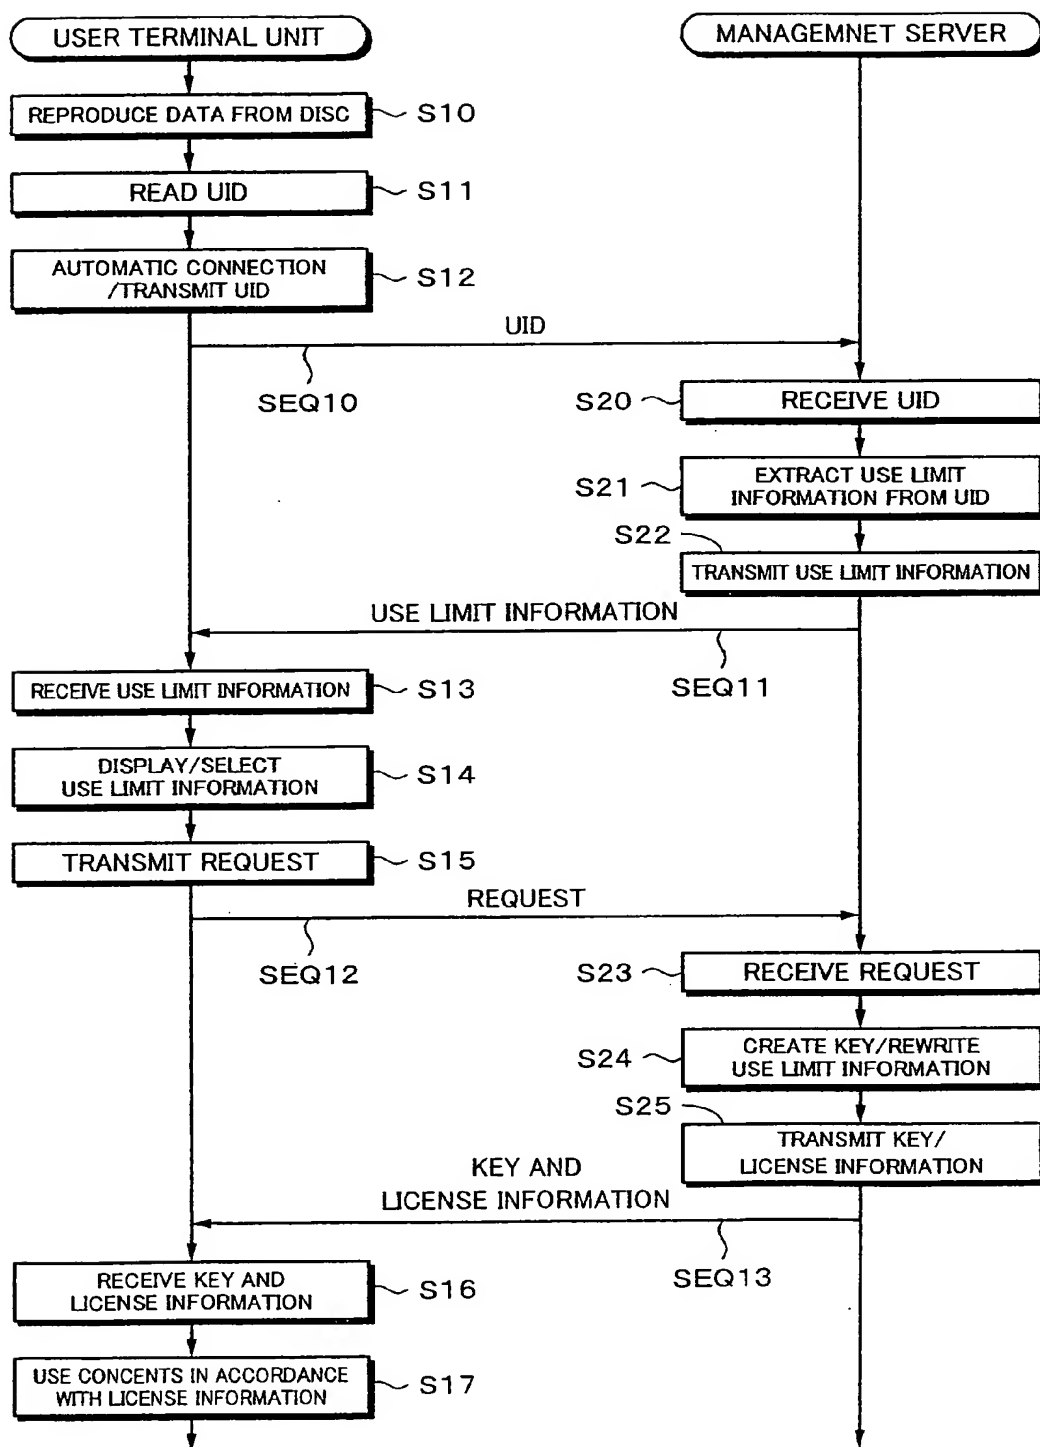 USER TERMINAL UNIT
MANAGEMNET SERVER
REPRODUCE DATA FROM DISC
S10
READ UID
S11
AUTOMATIC CONNECTION
/TRANSMIT UID
S12
UID
SEQ10
S20
RECEIVE UID
S21
EXTRACT USE LIMIT
INFORMATION FROM UID
S22
TRANSMIT USE LIMIT INFORMATION
USE LIMIT INFORMATION
SEQ11
RECEIVE USE LIMIT INFORMATION
S13
DISPLAY/SELECT
USE LIMIT INFORMATION
S14
TRANSMIT REQUEST
S15
REQUEST
SEQ12
S23
RECEIVE REQUEST
S24
CREATE KEY/REWRITE
USE LIMIT INFORMATION
S25
TRANSMIT KEY/
LICENSE INFORMATION
KEY AND
LICENSE INFORMATION
SEQ13
RECEIVE KEY AND
LICENSE INFORMATION
S16
USE CONCENTS IN ACCORDANCE
WITH LICENSE INFORMATION
S17